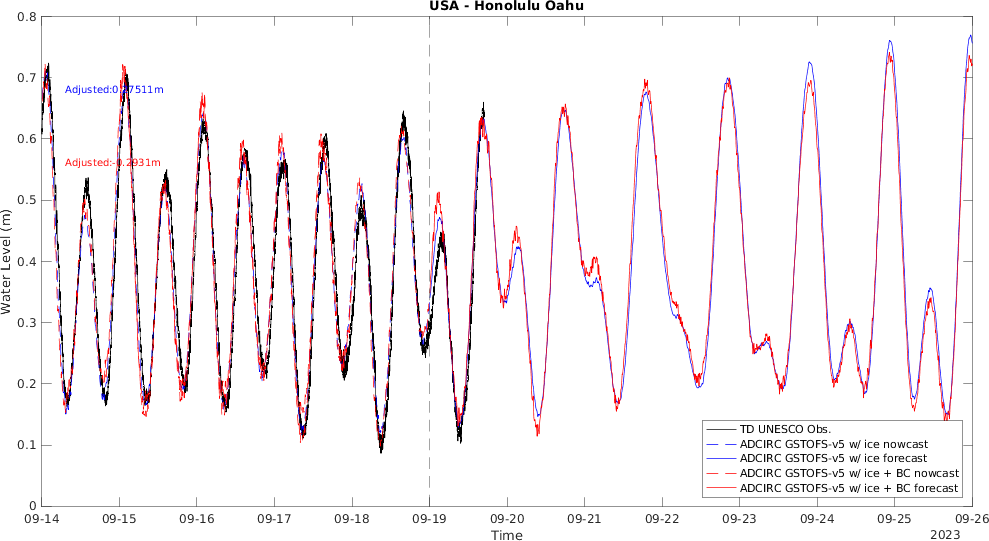 USA - Honolulu Oahu
0.8
0.7
0.6
0.5
0.4
0.3
0.2
0.1
0
Water Level (m)
Adjusted:-0.2931m
TD UNESCO Obs.
ADCIRC GSTOFS-v5 w/ ice nowcast
ADCIRC GSTOFS-v5 w/ ice forecast
ADCIRC GSTOFS-v5 w/ ice + BC nowcast
ADCIRC GSTOFS-v5 w/ ice + BC forecast
09-14 09-15 09-16 09-17 09-18 09-19 09-20 09-21 09-22 09-23 09-24 09-25 09-26
Time
2023